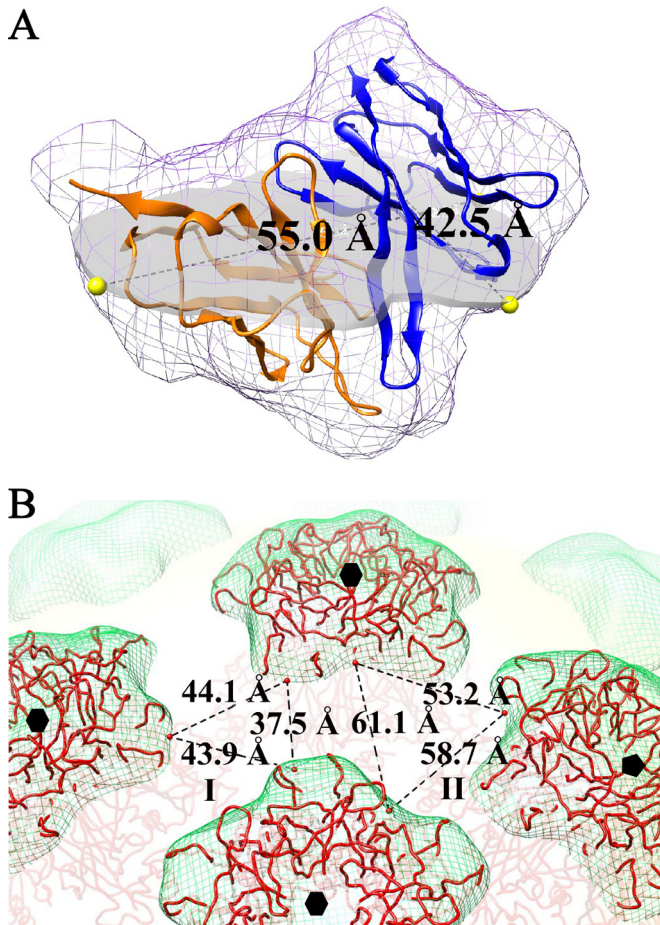 A
55.0 Å 42.5 Å
B
44.1 Å 53.2 Å
37.5 Å 61.1 Å
43.9 Å 58.7 Å
I II